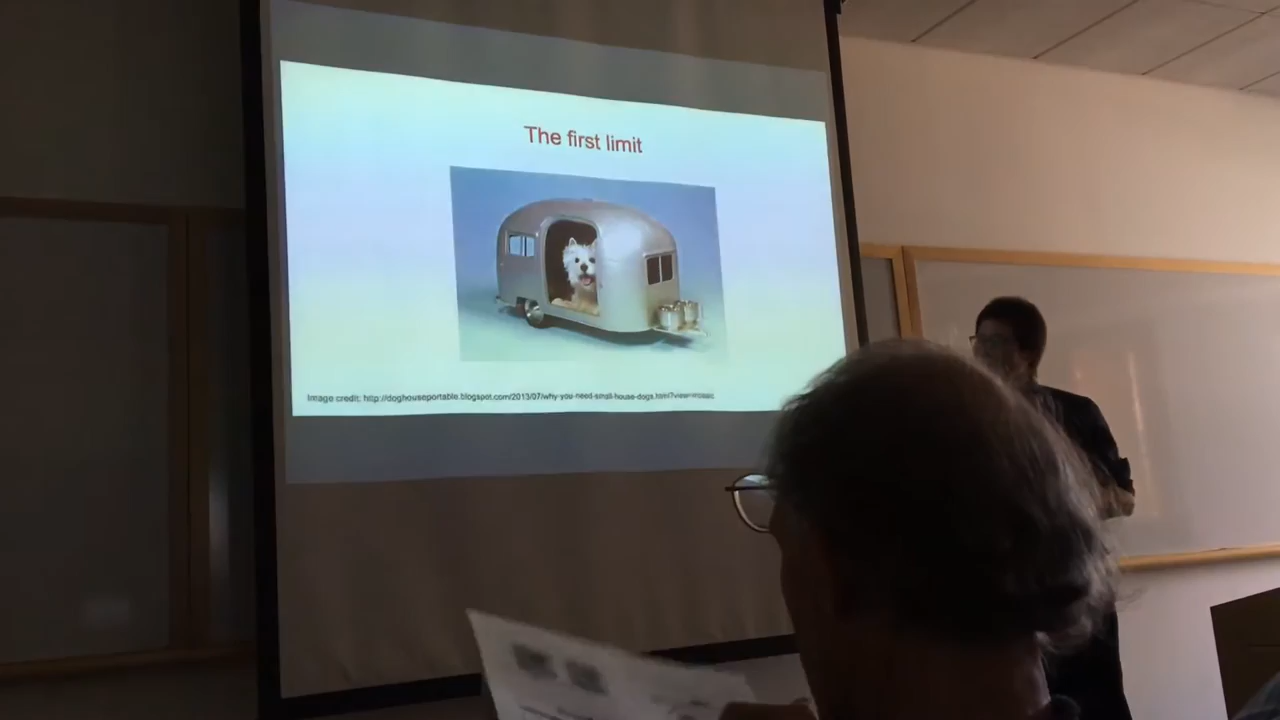 The first limit
Image credit: http://doghouseportable.blogspot.com/2013/07/why-you-need-small-house-dogs.html?view=mosaic